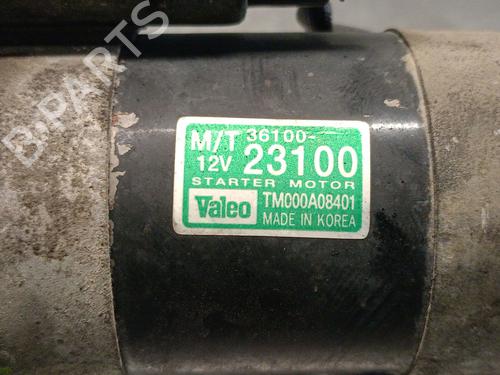 B-PARTS
M/T 36100-
12V 23100
STARTER MOTOR
Valeo TM000A08401
MADE IN KOREA